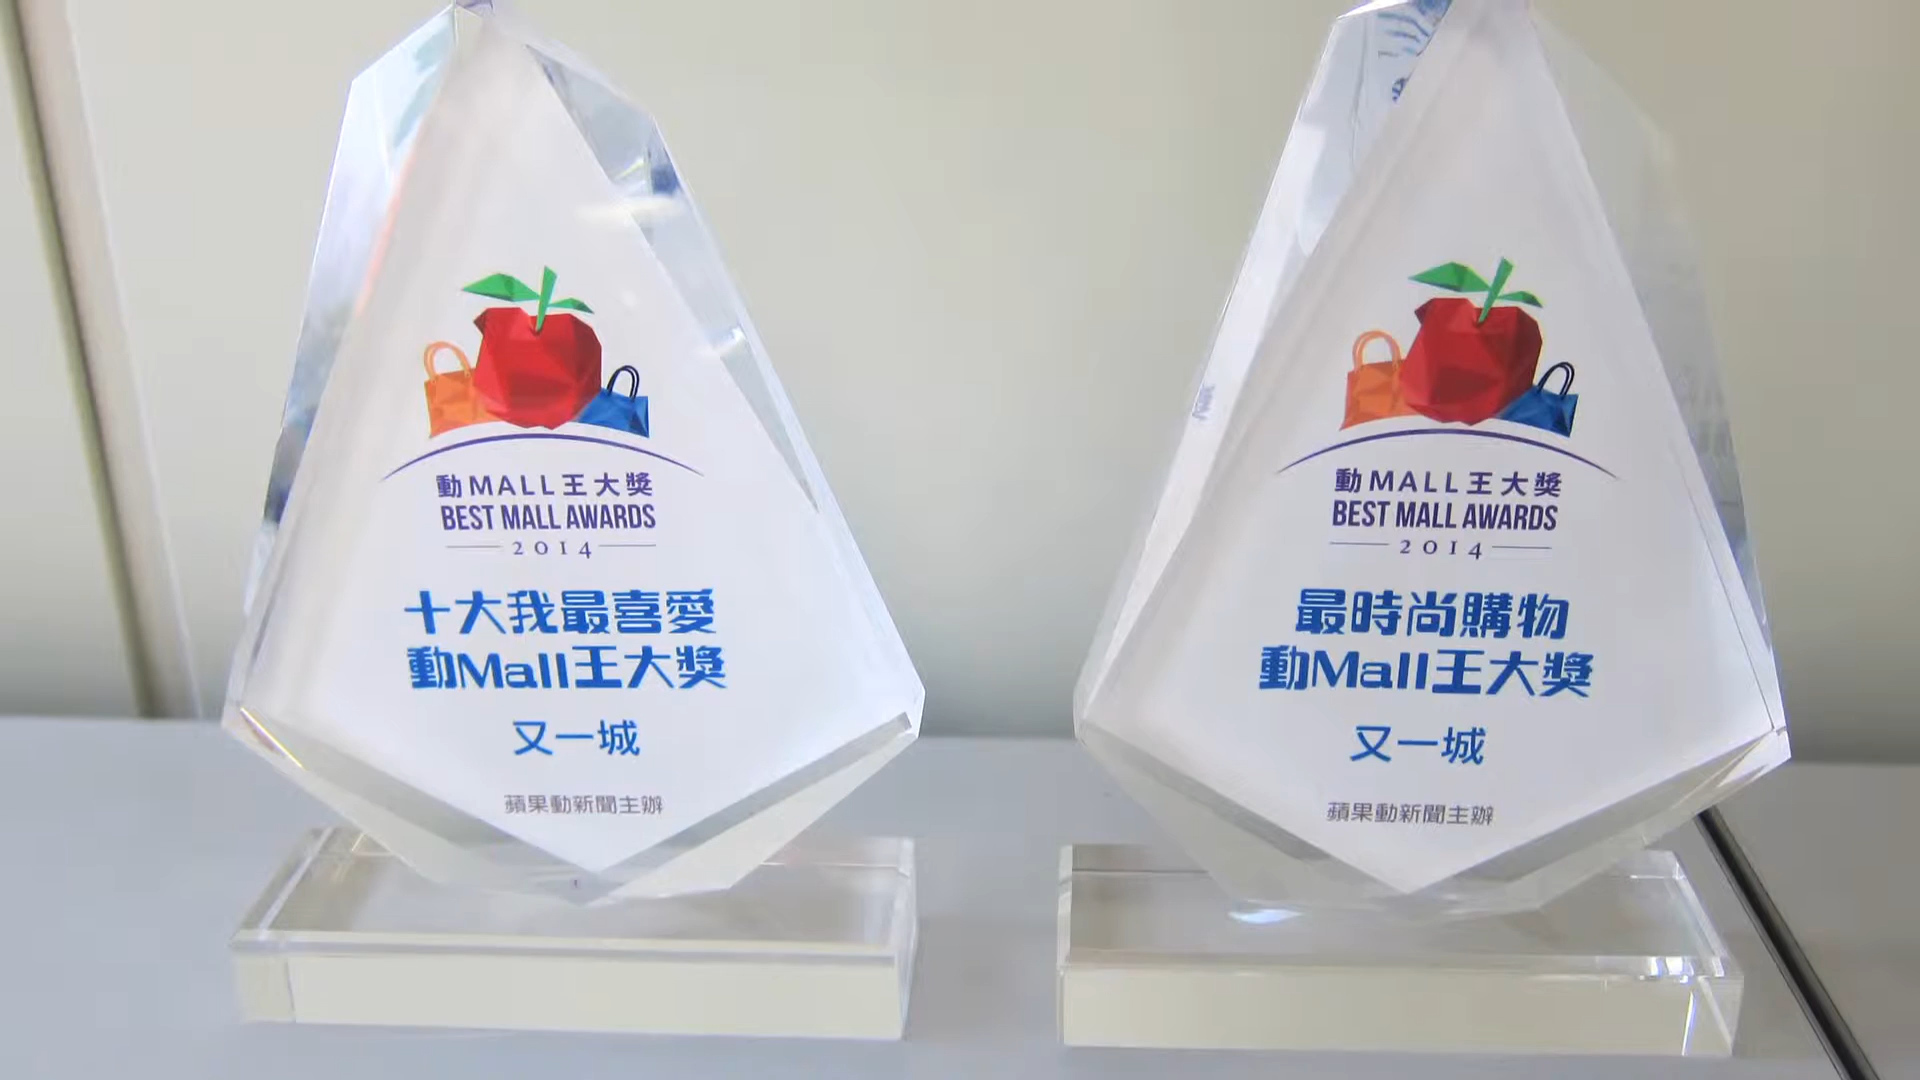 動MALL王大獎
BEST MALL AWARDS
2014
十大我最喜愛
動Mall王大獎
又一城
蘋果動新聞主辦
動MALL王大獎
BEST MALL AWARDS
2014
最時尚購物
動Mall王大獎
又一城
蘋果動新聞主辦